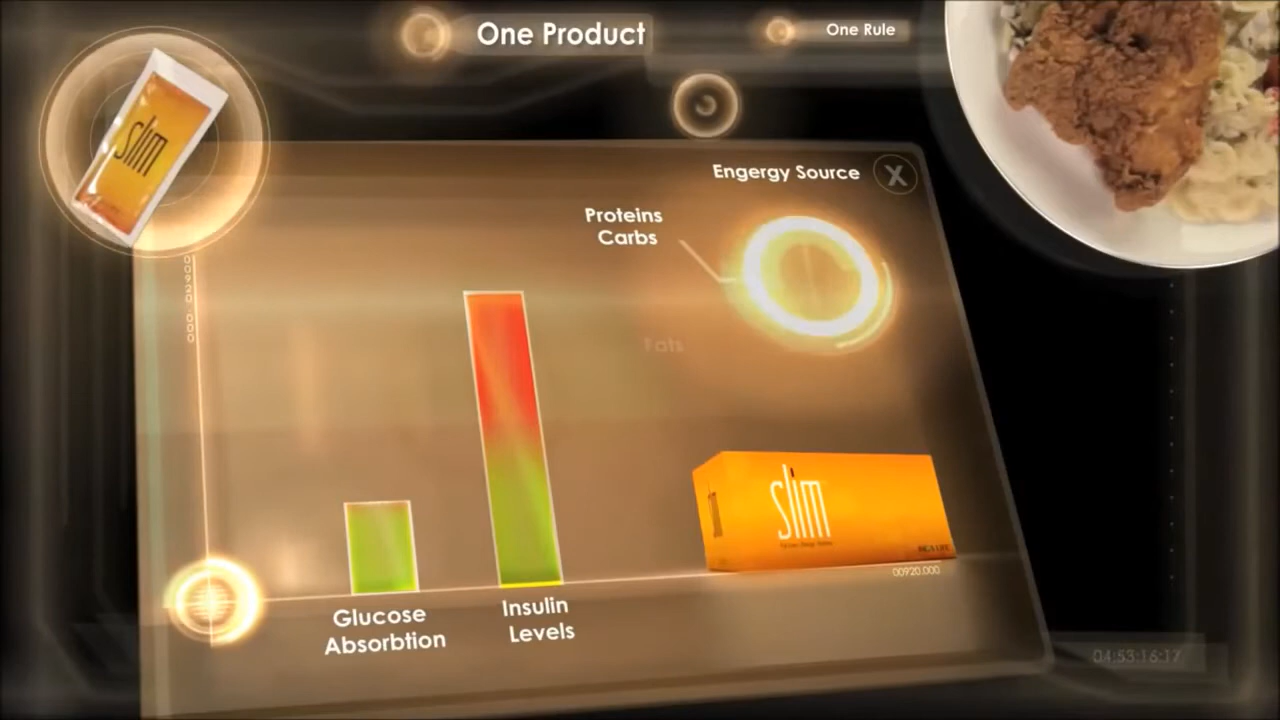 One Product
One Rule
slim
Engergy Source
X
Proteins
Carbs
Fats
slim
00920.000
Glucose
Absorbtion
Insulin
Levels
04:53:16:17